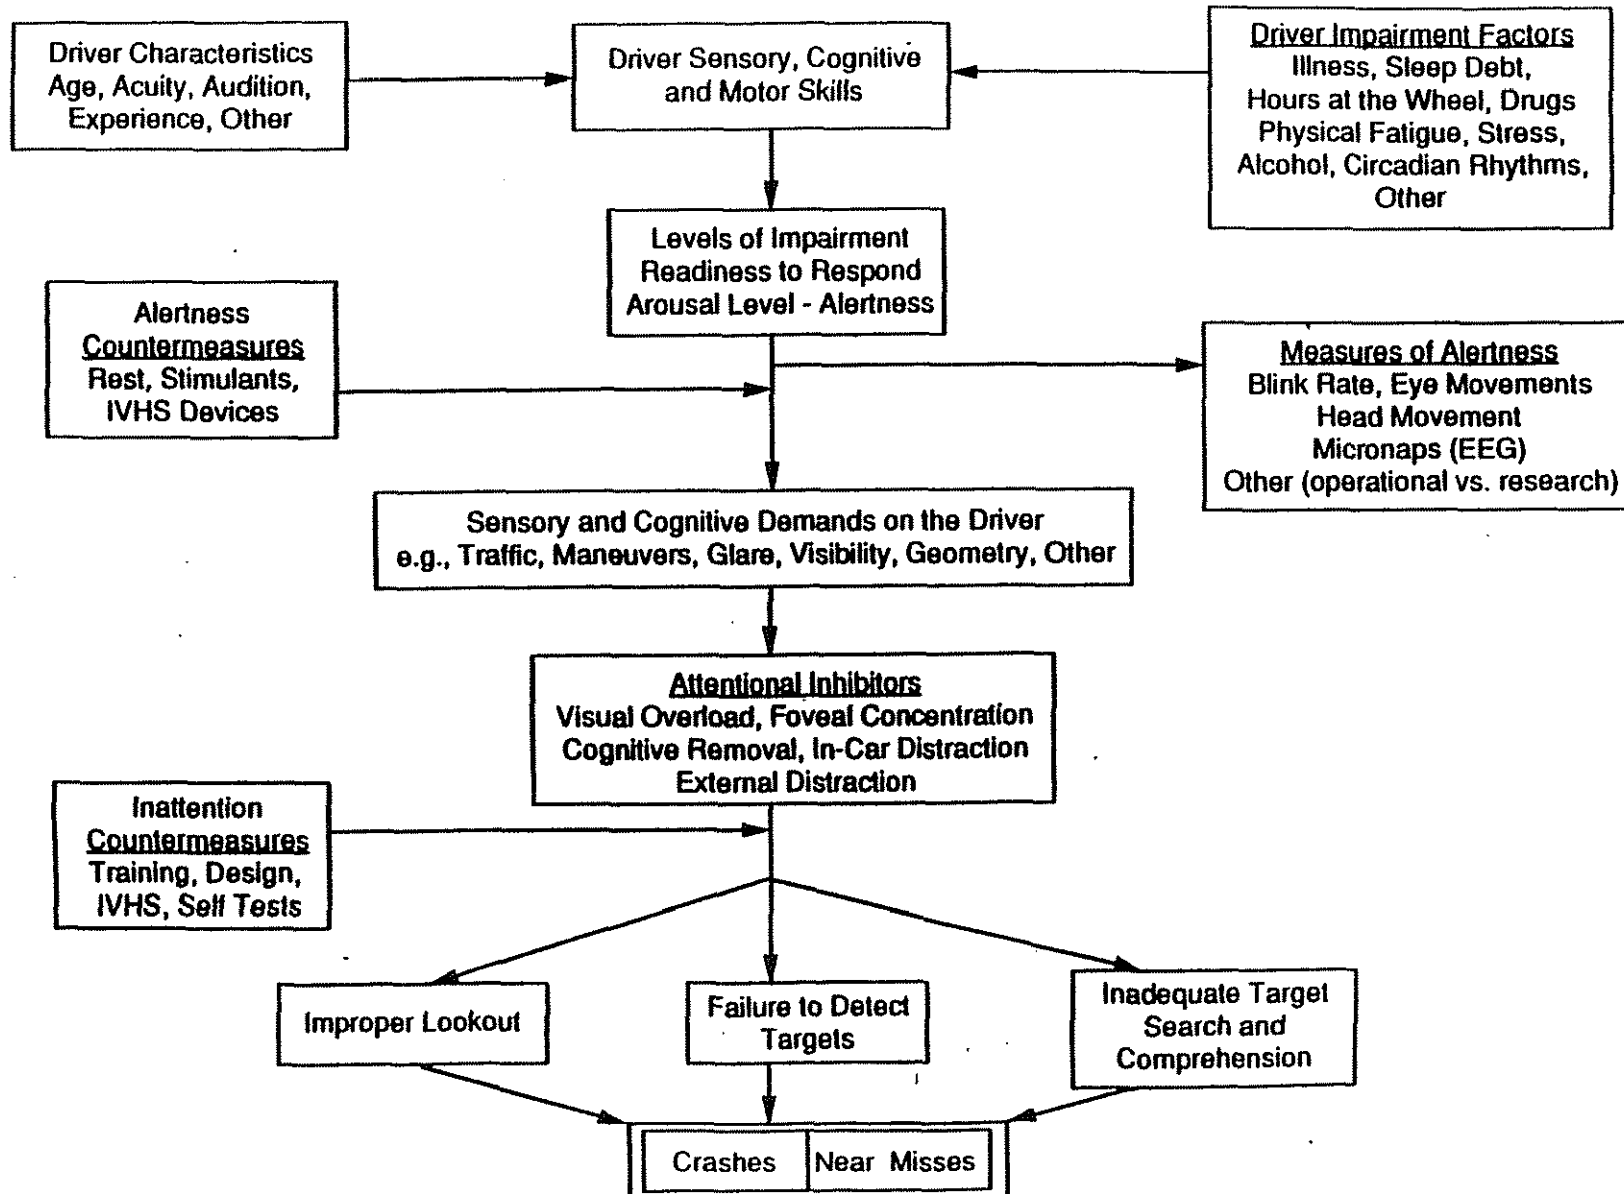 Driver Characteristics
Age, Acuity, Audition,
Experience, Other
Driver Sensory, Cognitive
and Motor Skills
Driver Impairment Factors
Illness, Sleep Debt,
Hours at the Wheel, Drugs
Physical Fatigue, Stress,
Alcohol, Circadian Rhythms,
Other
Levels of Impairment
Readiness to Respond
Arousal Level - Alertness
Alertness
Countermeasures
Rest, Stimulants,
IVHS Devices
Measures of Alertness
Blink Rate, Eye Movements
Head Movement
Micronaps (EEG)
Other (operational vs. research)
Sensory and Cognitive Demands on the Driver
e.g., Traffic, Maneuvers, Glare, Visibility, Geometry, Other
Attentional Inhibitors
Visual Overload, Foveal Concentration
Cognitive Removal, In-Car Distraction
External Distraction
Inattention
Countermeasures
Training, Design,
IVHS, Self Tests
Improper Lookout
Failure to Detect
Targets
Inadequate Target
Search and
Comprehension
Crashes
Near Misses